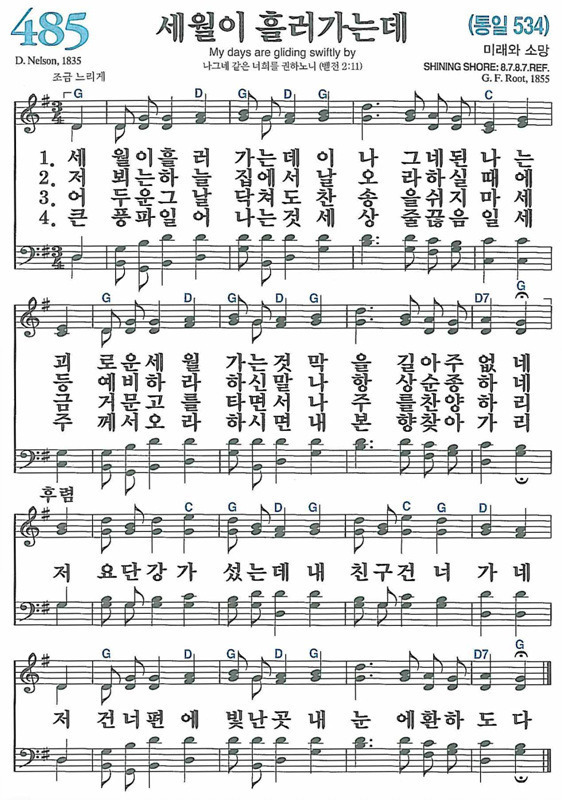 485
세월이 흘러가는데
(통일 534)
My days are gliding swiftly by
미래와 소망
D. Nelson, 1835
나그네 같은 너희를 권하노니 (벧전 2:11)
SHINING SHORE: 8.7.8.7.REF.
조금 느리게
G. F. Root, 1855
G D G D G C
1. 세 월이흘 러 가는데이 나 그네된 나는
2. 저 뵈는하 늘 집에서날 오 라하실 때에
3. 어 두운그 날 닥쳐도찬 송 을쉬지 마세
4. 큰 풍파일 어 나는것세 상 줄끊음 일세
G D G D G D7 G
괴 로운세 월 가는것막 을 길아주 없네
등 예비하 라 하신말나 항 상순종 하네
금 거문고 를 타면서나 주 를찬양 하리
주 께서오 라 하시면내 본 향찾아 가리
후렴
C G D G C G D
저 요단강 가 섰는데내 친구건 너 가네
G D G D G D7 G
저 건너편 에 빛난곳내 눈 에환하 도다